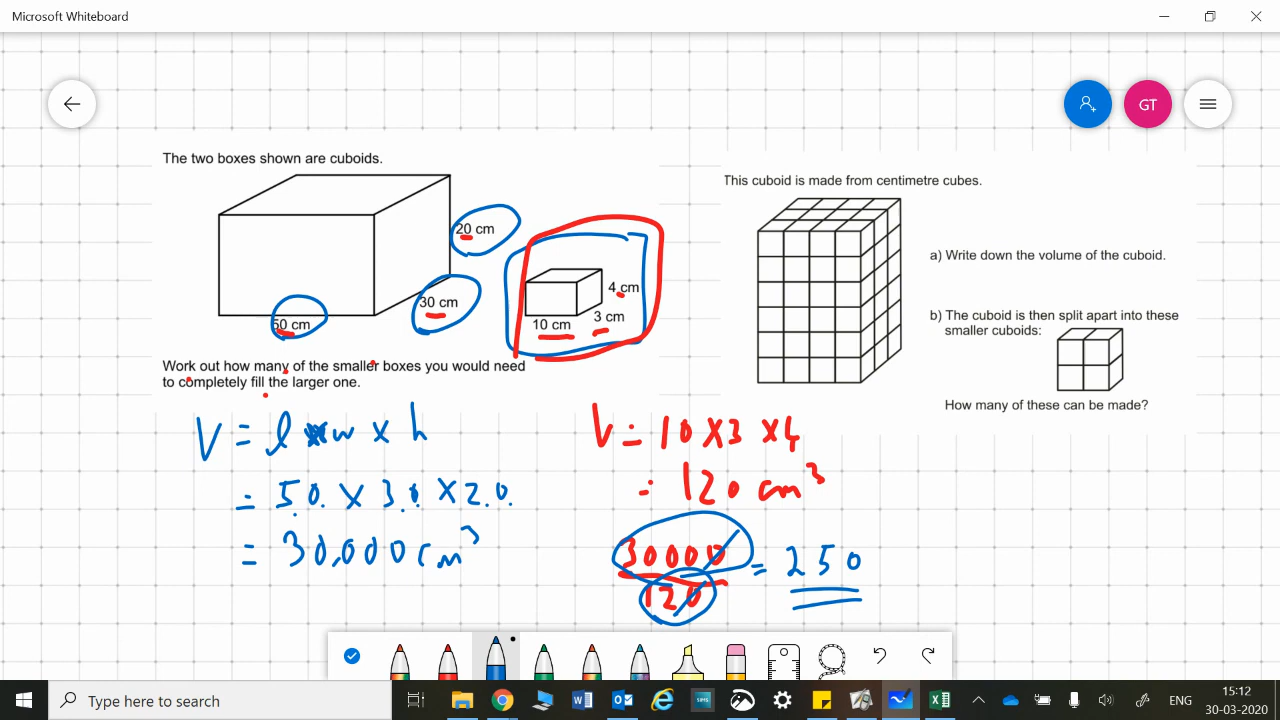 Microsoft Whiteboard
GT
The two boxes shown are cuboids.
20 cm
30 cm
50 cm
4 cm
3 cm
10 cm
Work out how many of the smaller boxes you would need
to completely fill the larger one.
V = l x w x h
= 50 x 30 x 20
= 30,000 cm³
V = 10 x 3 x 4
= 120 cm³
30000
120
= 250
This cuboid is made from centimetre cubes.
a) Write down the volume of the cuboid.
b) The cuboid is then split apart into these
smaller cuboids:
How many of these can be made?
Type here to search
SIMS
ENG
15:12
30-03-2020